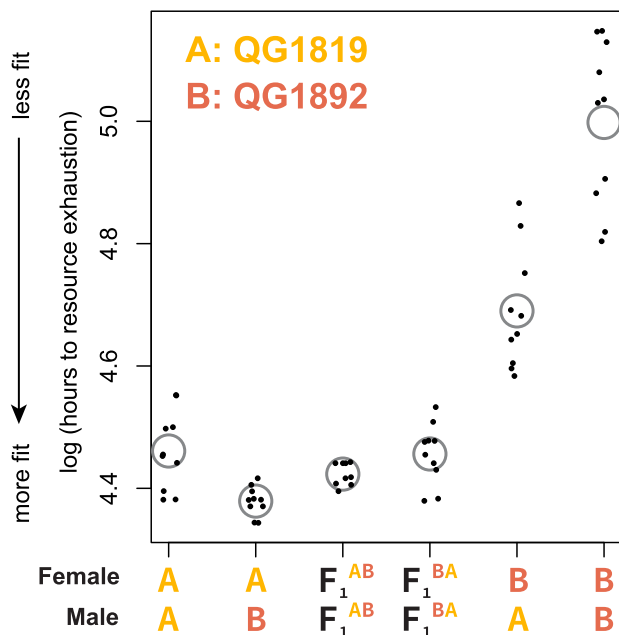 A: QG1819
B: QG1892
less fit
more fit
log (hours to resource exhaustion)
5.0
4.8
4.6
4.4
Female A A F1AB F1BA B B
Male A B F1AB F1BA A B